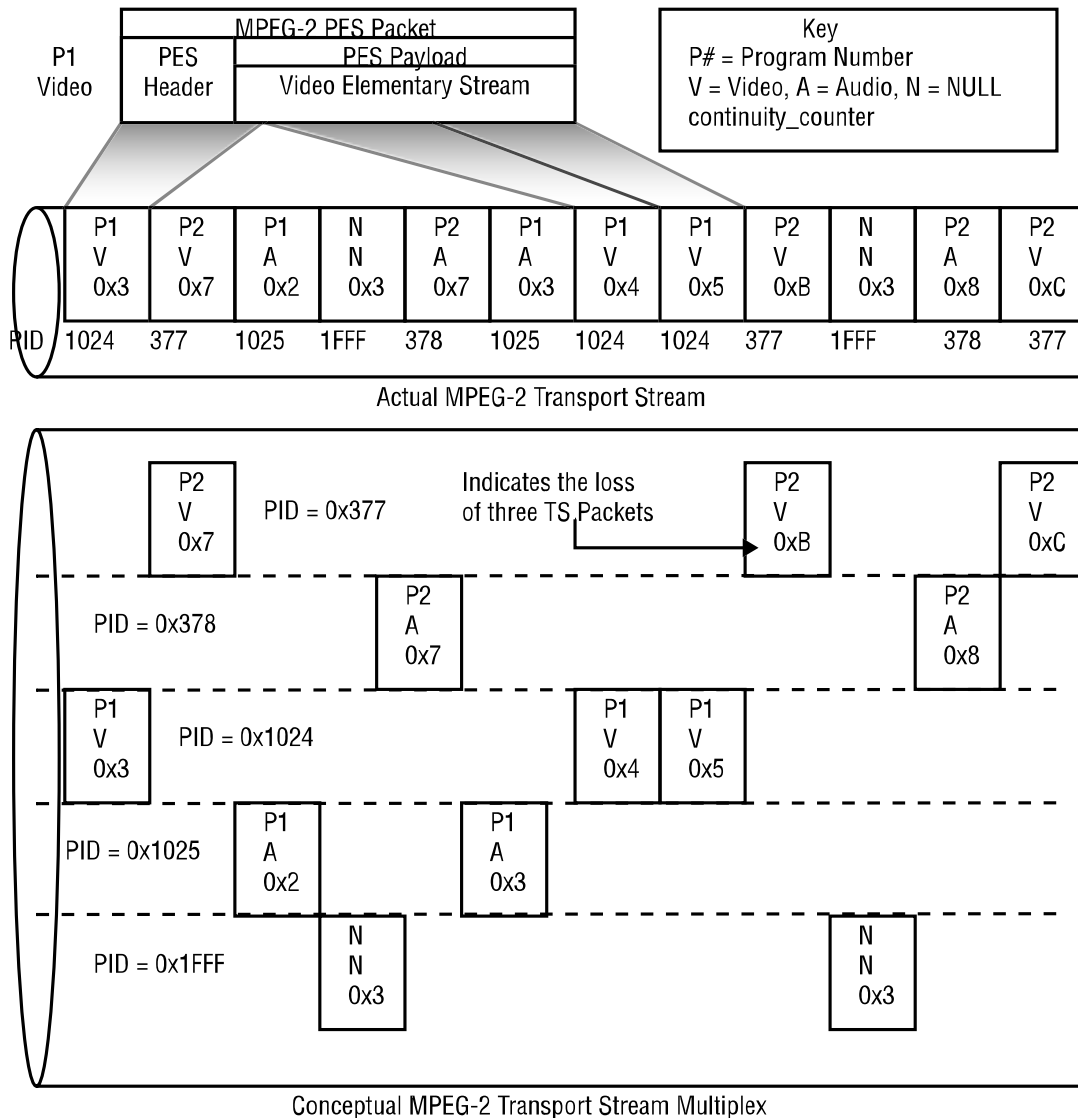 MPEG-2 PES Packet
P1
Video
PES
Header
PES Payload
Video Elementary Stream
Key
P# = Program Number
V = Video, A = Audio, N = NULL
continuity_counter
P1 P2 P1 N P2 P1 P1 P1 P2 N P2 P2
V V A N A A V V V N A V
0x3 0x7 0x2 0x3 0x7 0x3 0x4 0x5 0xB 0x3 0x8 0xC
PID 1024 377 1025 1FFF 378 1025 1024 1024 377 1FFF 378 377
Actual MPEG-2 Transport Stream
P2
V
0x7
PID = 0x377
Indicates the loss
of three TS Packets
P2
V
0xB
P2
V
0xC
PID = 0x378
P2
A
0x7
P2
A
0x8
P1
V
0x3
PID = 0x1024
P1
V
0x4
P1
V
0x5
PID = 0x1025
P1
A
0x2
P1
A
0x3
PID = 0x1FFF
N
N
0x3
N
N
0x3
Conceptual MPEG-2 Transport Stream Multiplex